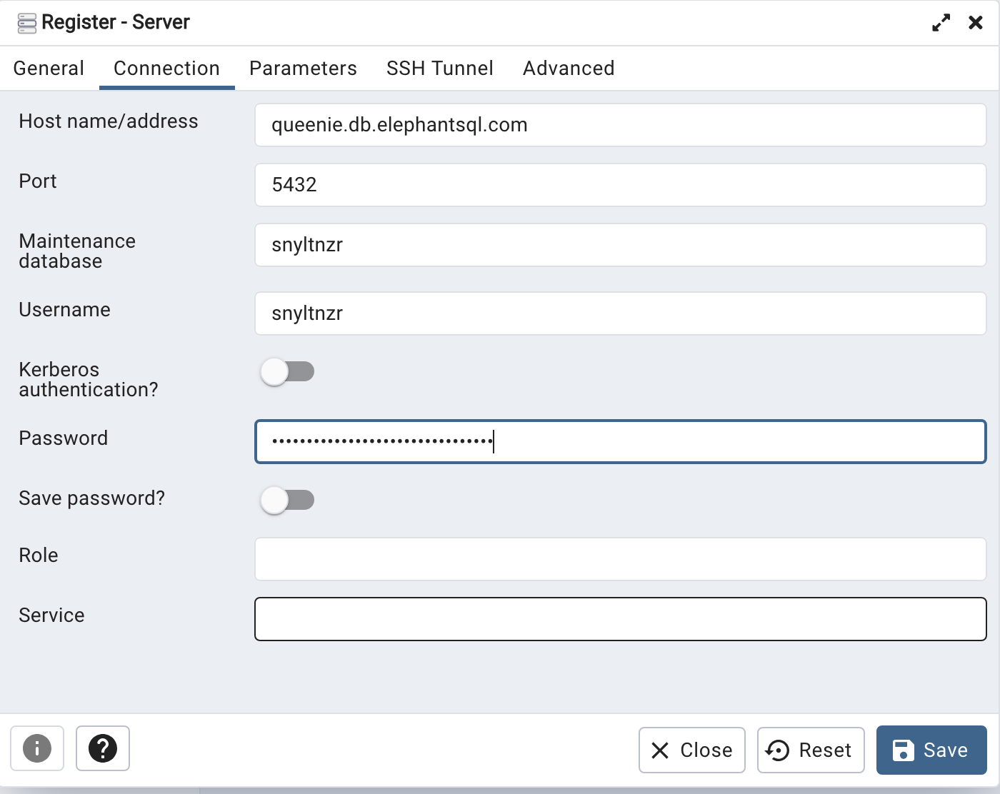 Register - Server
General Connection Parameters SSH Tunnel Advanced
Host name/address queenie.db.elephantsql.com
Port 5432
Maintenance
database snyltnzr
Username snyltnzr
Kerberos
authentication?
Password ••••••••••••••••••••••••••••••••
Save password?
Role
Service
Close Reset Save